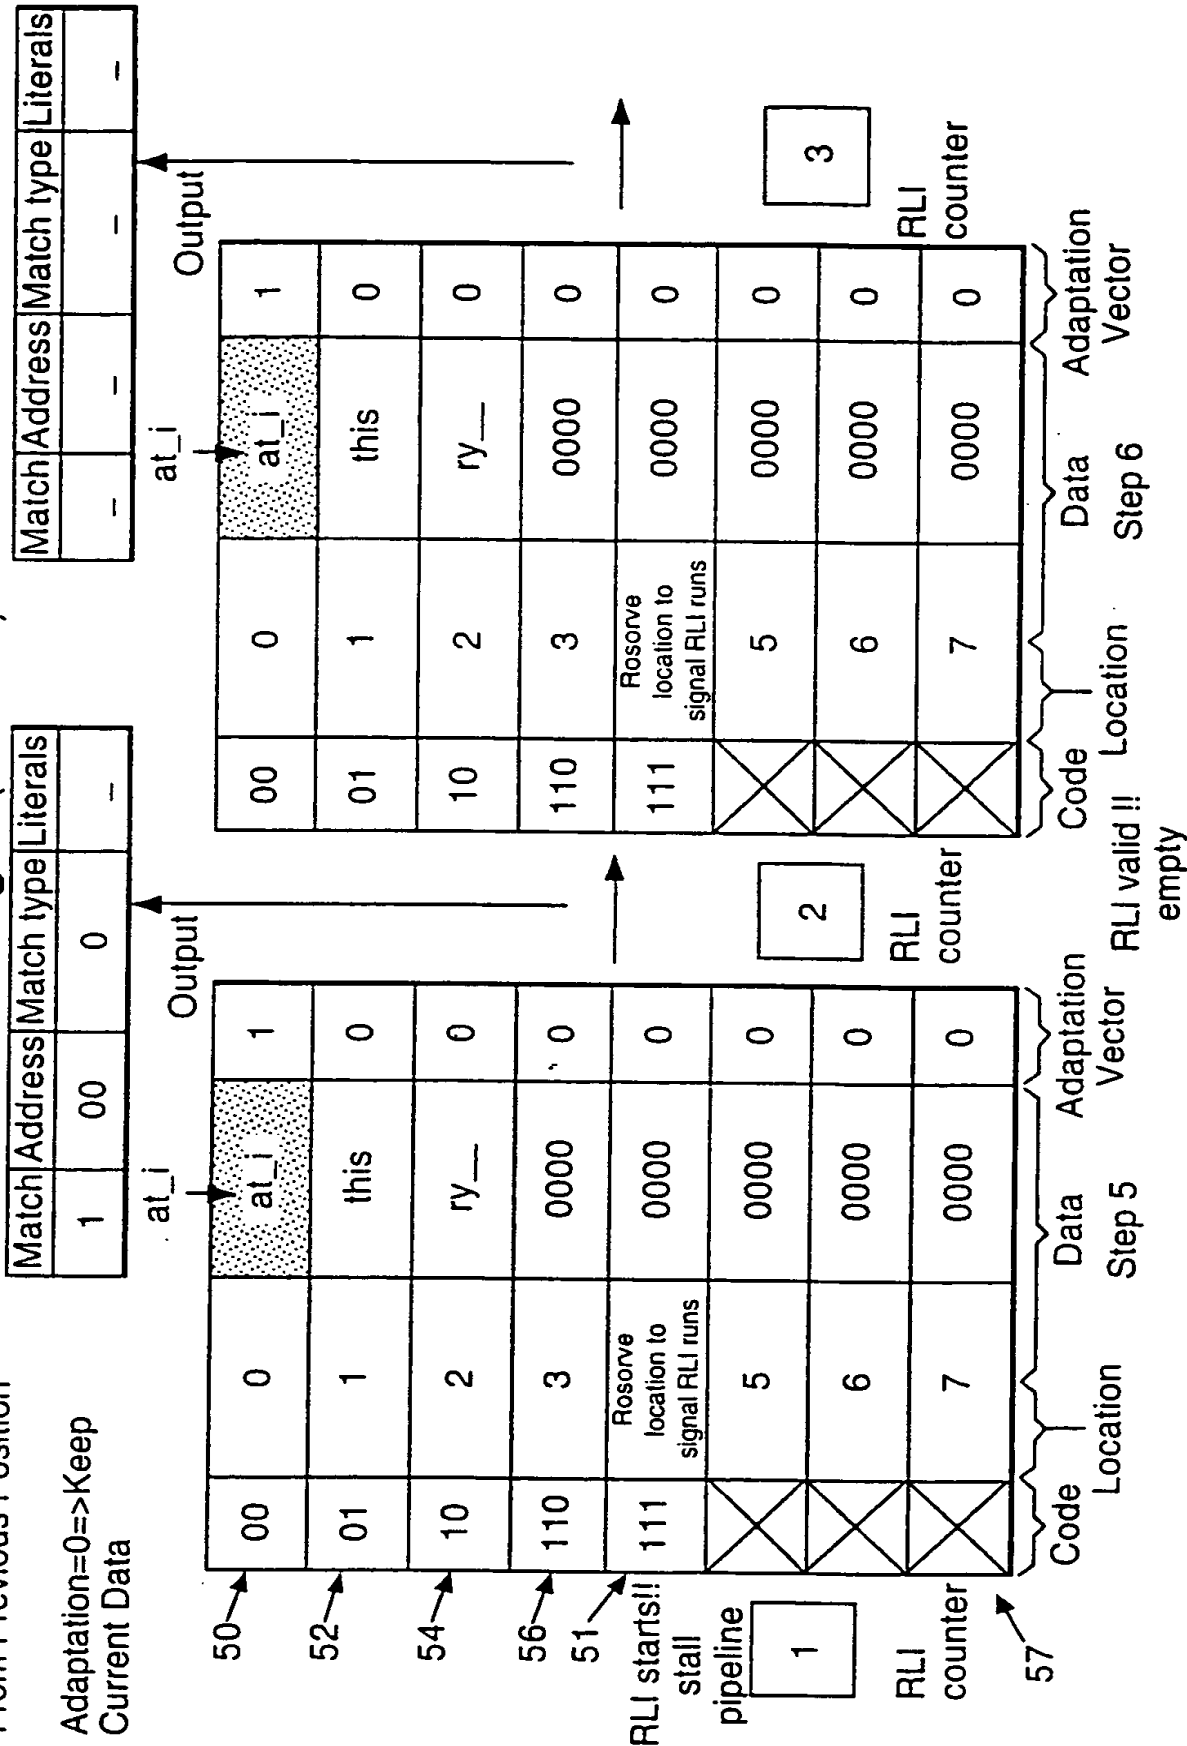 From Previous Position
Adaptation=0=>Keep
Current Data
Match Address Match type Literals
1 00 0 –
at_i
Output
50 00 0 at_i 1
52 01 1 this 0
54 10 2 ry__ 0
56 110 3 0000 0
51 111 Rosorve location to signal RLI runs 0000 0
5 0000 0
6 0000 0
7 0000 0
57
RLI starts!!
stall
pipeline
1
RLI
counter
Code
Location
Data
Adaptation
Vector
Step 5
2
RLI
counter
Match Address Match type Literals
– – – –
at_i
Output
00 0 at_i 1
01 1 this 0
10 2 ry__ 0
110 3 0000 0
111 Rosorve location to signal RLI runs 0000 0
5 0000 0
6 0000 0
7 0000 0
Code
Location
Data
Adaptation
Vector
RLI valid !!
empty
Step 6
3
RLI
counter